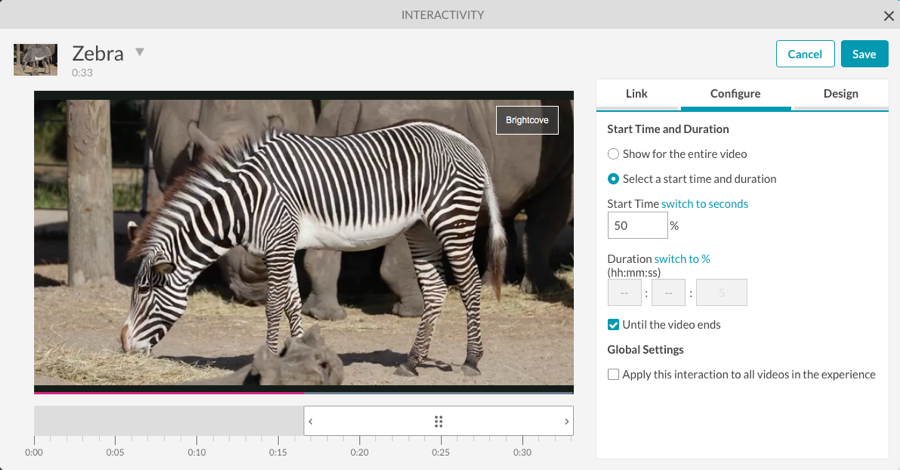 INTERACTIVITY
Zebra
0:33
Cancel
Save
Brightcove
Link
Configure
Design
Start Time and Duration
Show for the entire video
Select a start time and duration
Start Time switch to seconds
50 %
Duration switch to %
(hh:mm:ss)
-- : -- : 5
Until the video ends
Global Settings
Apply this interaction to all videos in the experience
0:00 0:05 0:10 0:15 0:20 0:25 0:30